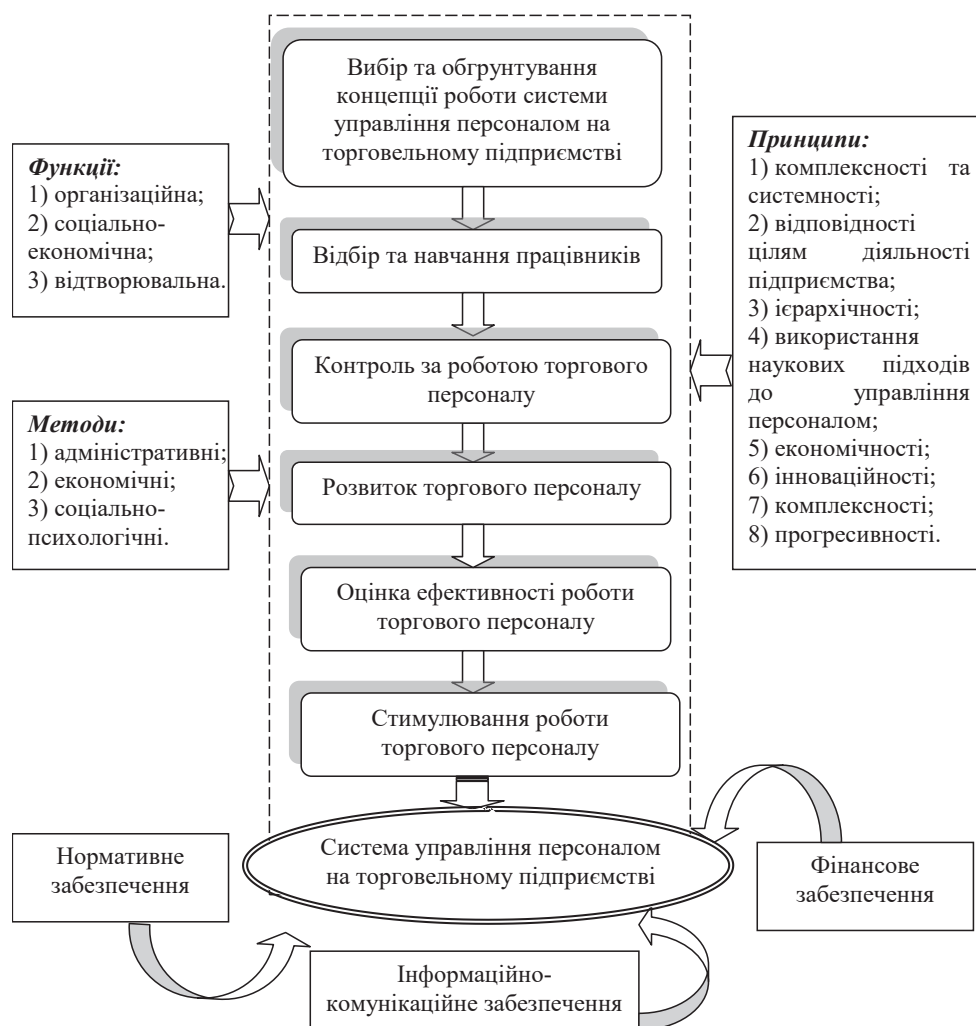 Вибір та обгрунтування
концепції роботи системи
управління персоналом на
торговельному підприємстві
Функції:
1) організаційна;
2) соціально-
економічна;
3) відтворювальна.
Принципи:
1) комплексності та
системності;
2) відповідності
цілям діяльності
підприємства;
3) ієрархічності;
4) використання
наукових підходів
до управління
персоналом;
5) економічності;
6) інноваційності;
7) комплексності;
8) прогресивності.
Відбір та навчання працівників
Контроль за роботою торгового
персоналу
Методи:
1) адміністративні;
2) економічні;
3) соціально-
психологічні.
Розвиток торгового персоналу
Оцінка ефективності роботи
торгового персоналу
Стимулювання роботи
торгового персоналу
Система управління персоналом
на торговельному підприємстві
Нормативне
забезпечення
Фінансове
забезпечення
Інформаційно-
комунікаційне забезпечення